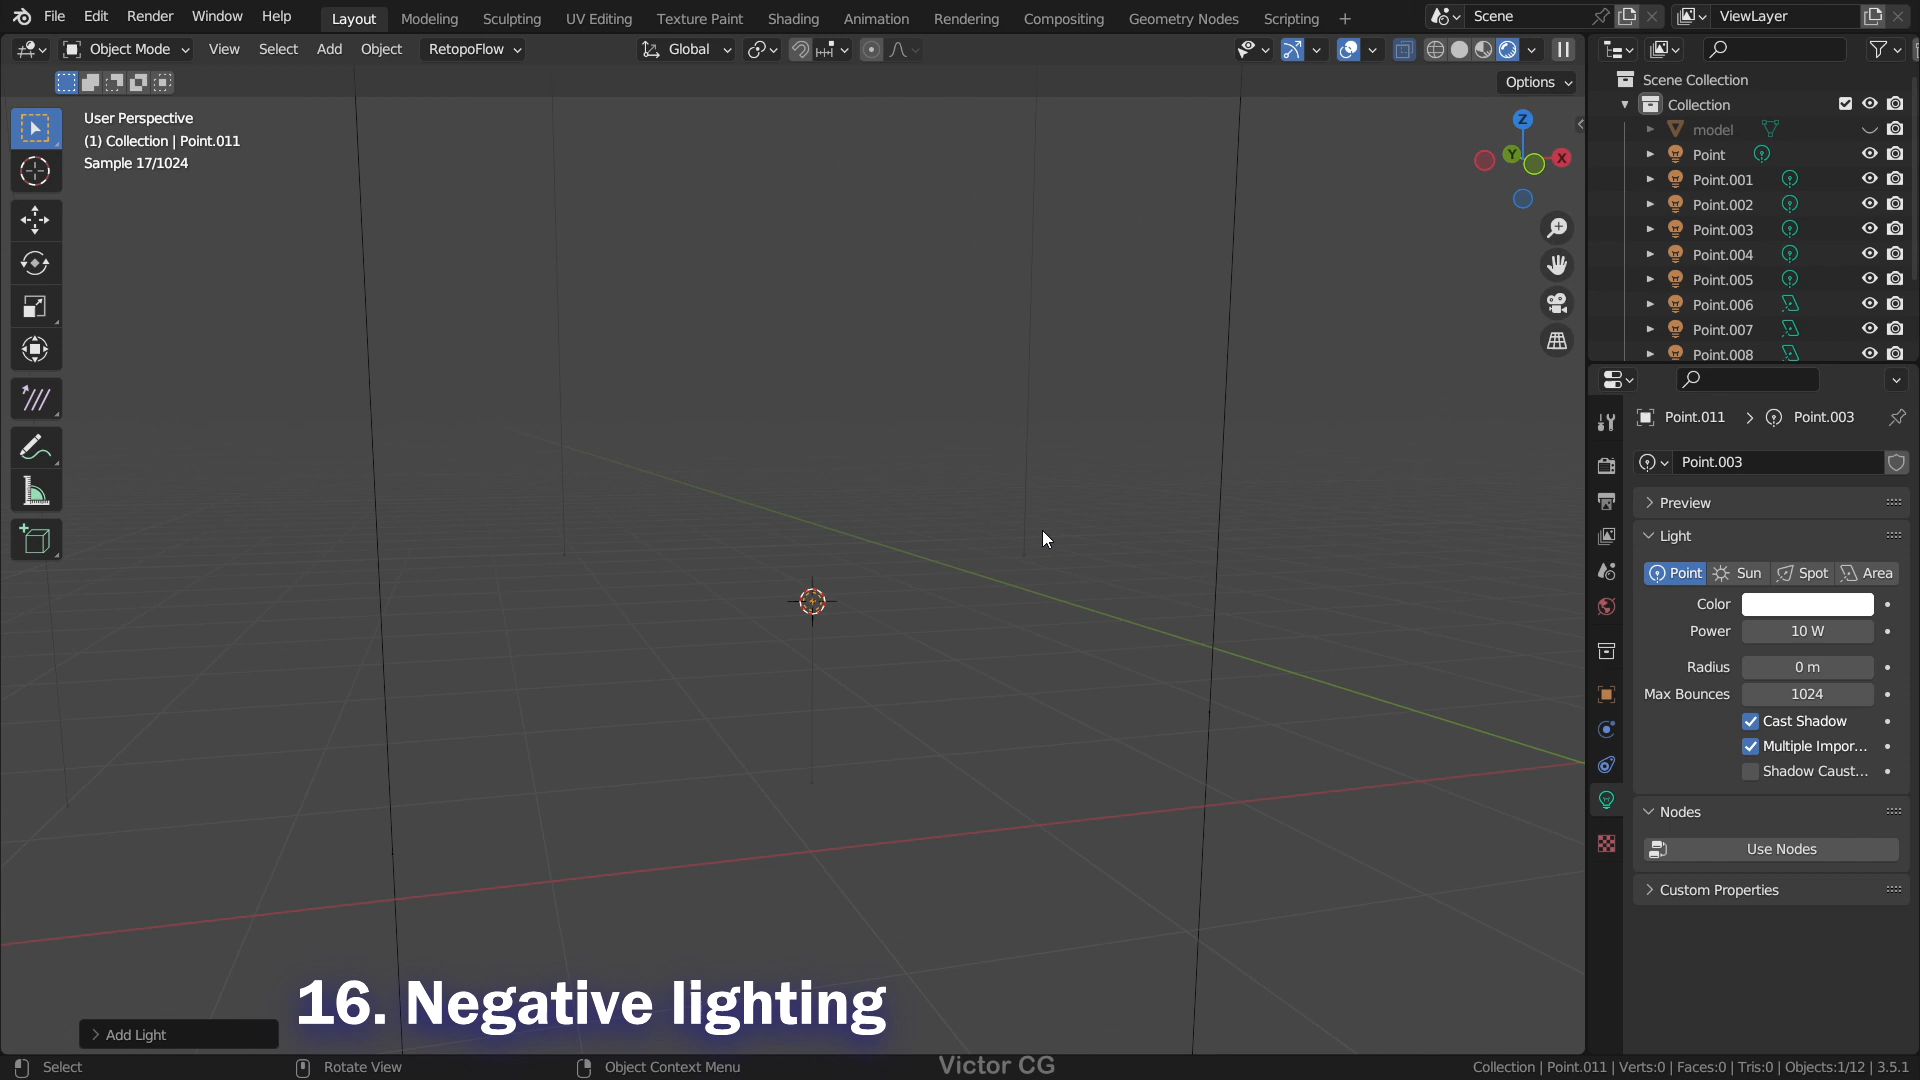 File Edit Render Window Help
Layout Modeling Sculpting UV Editing Texture Paint Shading Animation Rendering Compositing Geometry Nodes Scripting +
Scene
ViewLayer
Object Mode View Select Add Object RetopoFlow
Global
Options
User Perspective
(1) Collection | Point.011
Sample 17/1024
Z
Y
X
Scene Collection
Collection
model
Point
Point.001
Point.002
Point.003
Point.004
Point.005
Point.006
Point.007
Point.008
Point.011 > Point.003
Point.003
Preview
Light
Point Sun Spot Area
Color
Power 10 W
Radius 0 m
Max Bounces 1024
Cast Shadow
Multiple Impor...
Shadow Caust...
Nodes
Use Nodes
Custom Properties
16. Negative lighting
Add Light
Select Rotate View Object Context Menu
Victor CG
Collection | Point.011 | Verts:0 | Faces:0 | Tris:0 | Objects:1/12 | 3.5.1